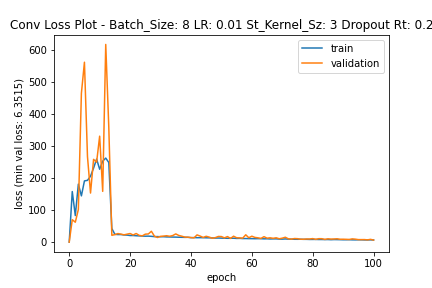 Conv Loss Plot - Batch_Size: 8 LR: 0.01 St_Kernel_Sz: 3 Dropout Rt: 0.2
train
validation
600
500
400
300
200
100
0
loss (min val loss: 6.3515)
0 20 40 60 80 100
epoch